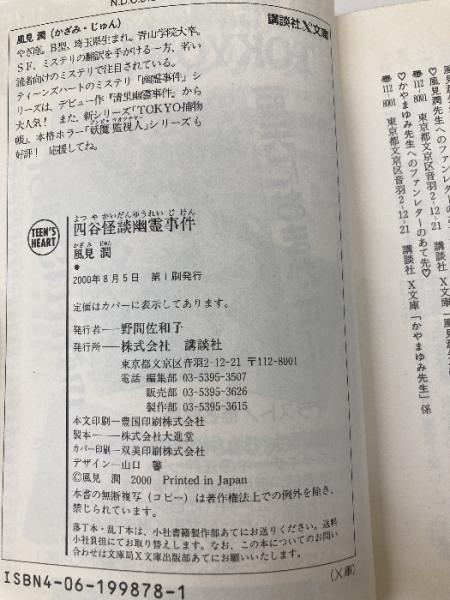 N.D.C.913
講談社X文庫
風見 潤(かざみ・じゅん)
やぎ座。B型。埼玉県生まれ。青山学院大卒。
SF、ミステリの翻訳を手がける一方、若い
読者向けのミステリで注目されている。
ティーンズハートのミステリ「幽霊事件」シ
リーズは、デビュー作『清里幽霊事件』から
大人気! また、新シリーズ「TOKYO捕物
帳」、本格ホラー「妖魔監視人」シリーズも
好評! 応援してね。
TEEN'S HEART
よつやかいだんゆうれいじけん
四谷怪談幽霊事件
かざみ じゅん
風見 潤
2000年8月5日 第1刷発行
定価はカバーに表示してあります。
発行者――野間佐和子
発行所――株式会社 講談社
東京都文京区音羽2-12-21 〒112-8001
電話 編集部 03-5395-3507
販売部 03-5395-3626
製作部 03-5395-3615
本文印刷―豊国印刷株式会社
製本――株式会社大進堂
カバー印刷―双美印刷株式会社
デザイン―山口 馨
©風見 潤 2000 Printed in Japan
本書の無断複写(コピー)は著作権法上での例外を除き、
禁じられています。
落丁本・乱丁本は、小社書籍製作部あてにお送りください。送料
小社負担にてお取り替えします。なお、この本についてのお問い
合わせは文庫局X文庫出版部あてにお願いいたします。
ISBN4-06-199878-1
(X庫)
♡風見潤先生へのファンレターのあて先♡
〒112-8001 東京都文京区音羽2-12-21 講談社 X文庫
♡かやまゆみ先生へのファンレターのあて先♡
〒112-8001 東京都文京区音羽2-12-21 講談社 X文庫「かやまゆみ先生」係